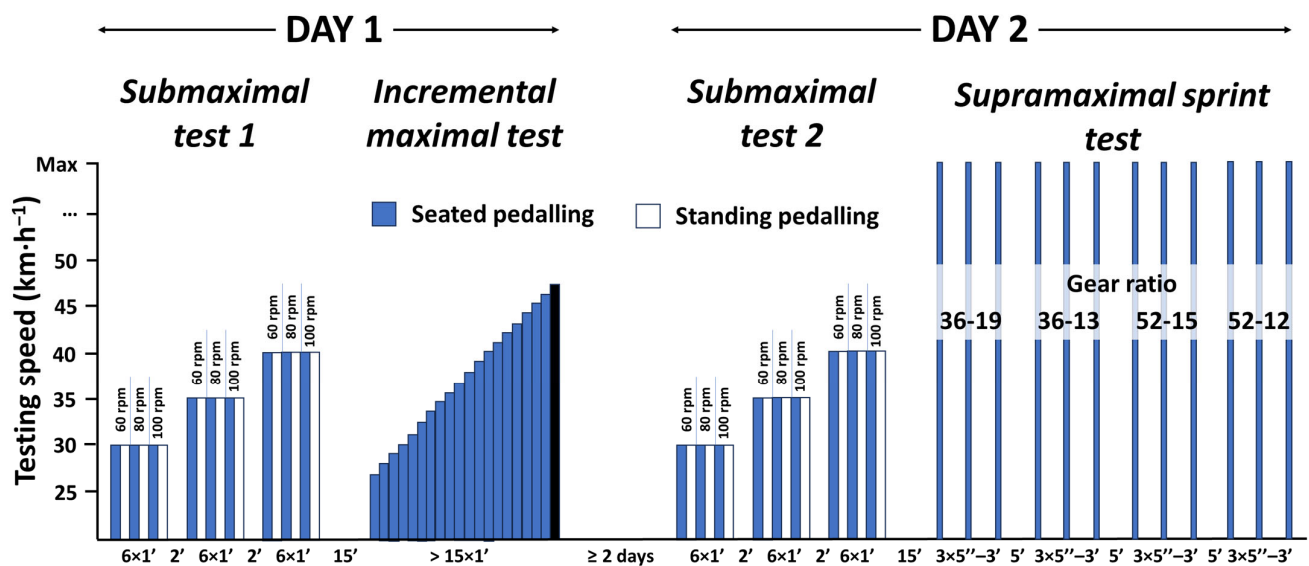 DAY 1
DAY 2
Submaximal
test 1
Incremental
maximal test
Submaximal
test 2
Supramaximal sprint
test
Testing speed (km·h⁻¹)
Max
...
50
45
40
35
30
25
Seated pedalling
Standing pedalling
60 rpm
80 rpm
100 rpm
60 rpm
80 rpm
100 rpm
60 rpm
80 rpm
100 rpm
60 rpm
80 rpm
100 rpm
60 rpm
80 rpm
100 rpm
60 rpm
80 rpm
100 rpm
Gear ratio
36-19 36-13 52-15 52-12
6×1’ 2’ 6×1’ 2’ 6×1’ 15’ > 15×1’ ≥ 2 days 6×1’ 2’ 6×1’ 2’ 6×1’ 15’ 3×5’’–3’ 5’ 3×5’’–3’ 5’ 3×5’’–3’ 5’ 3×5’’–3’